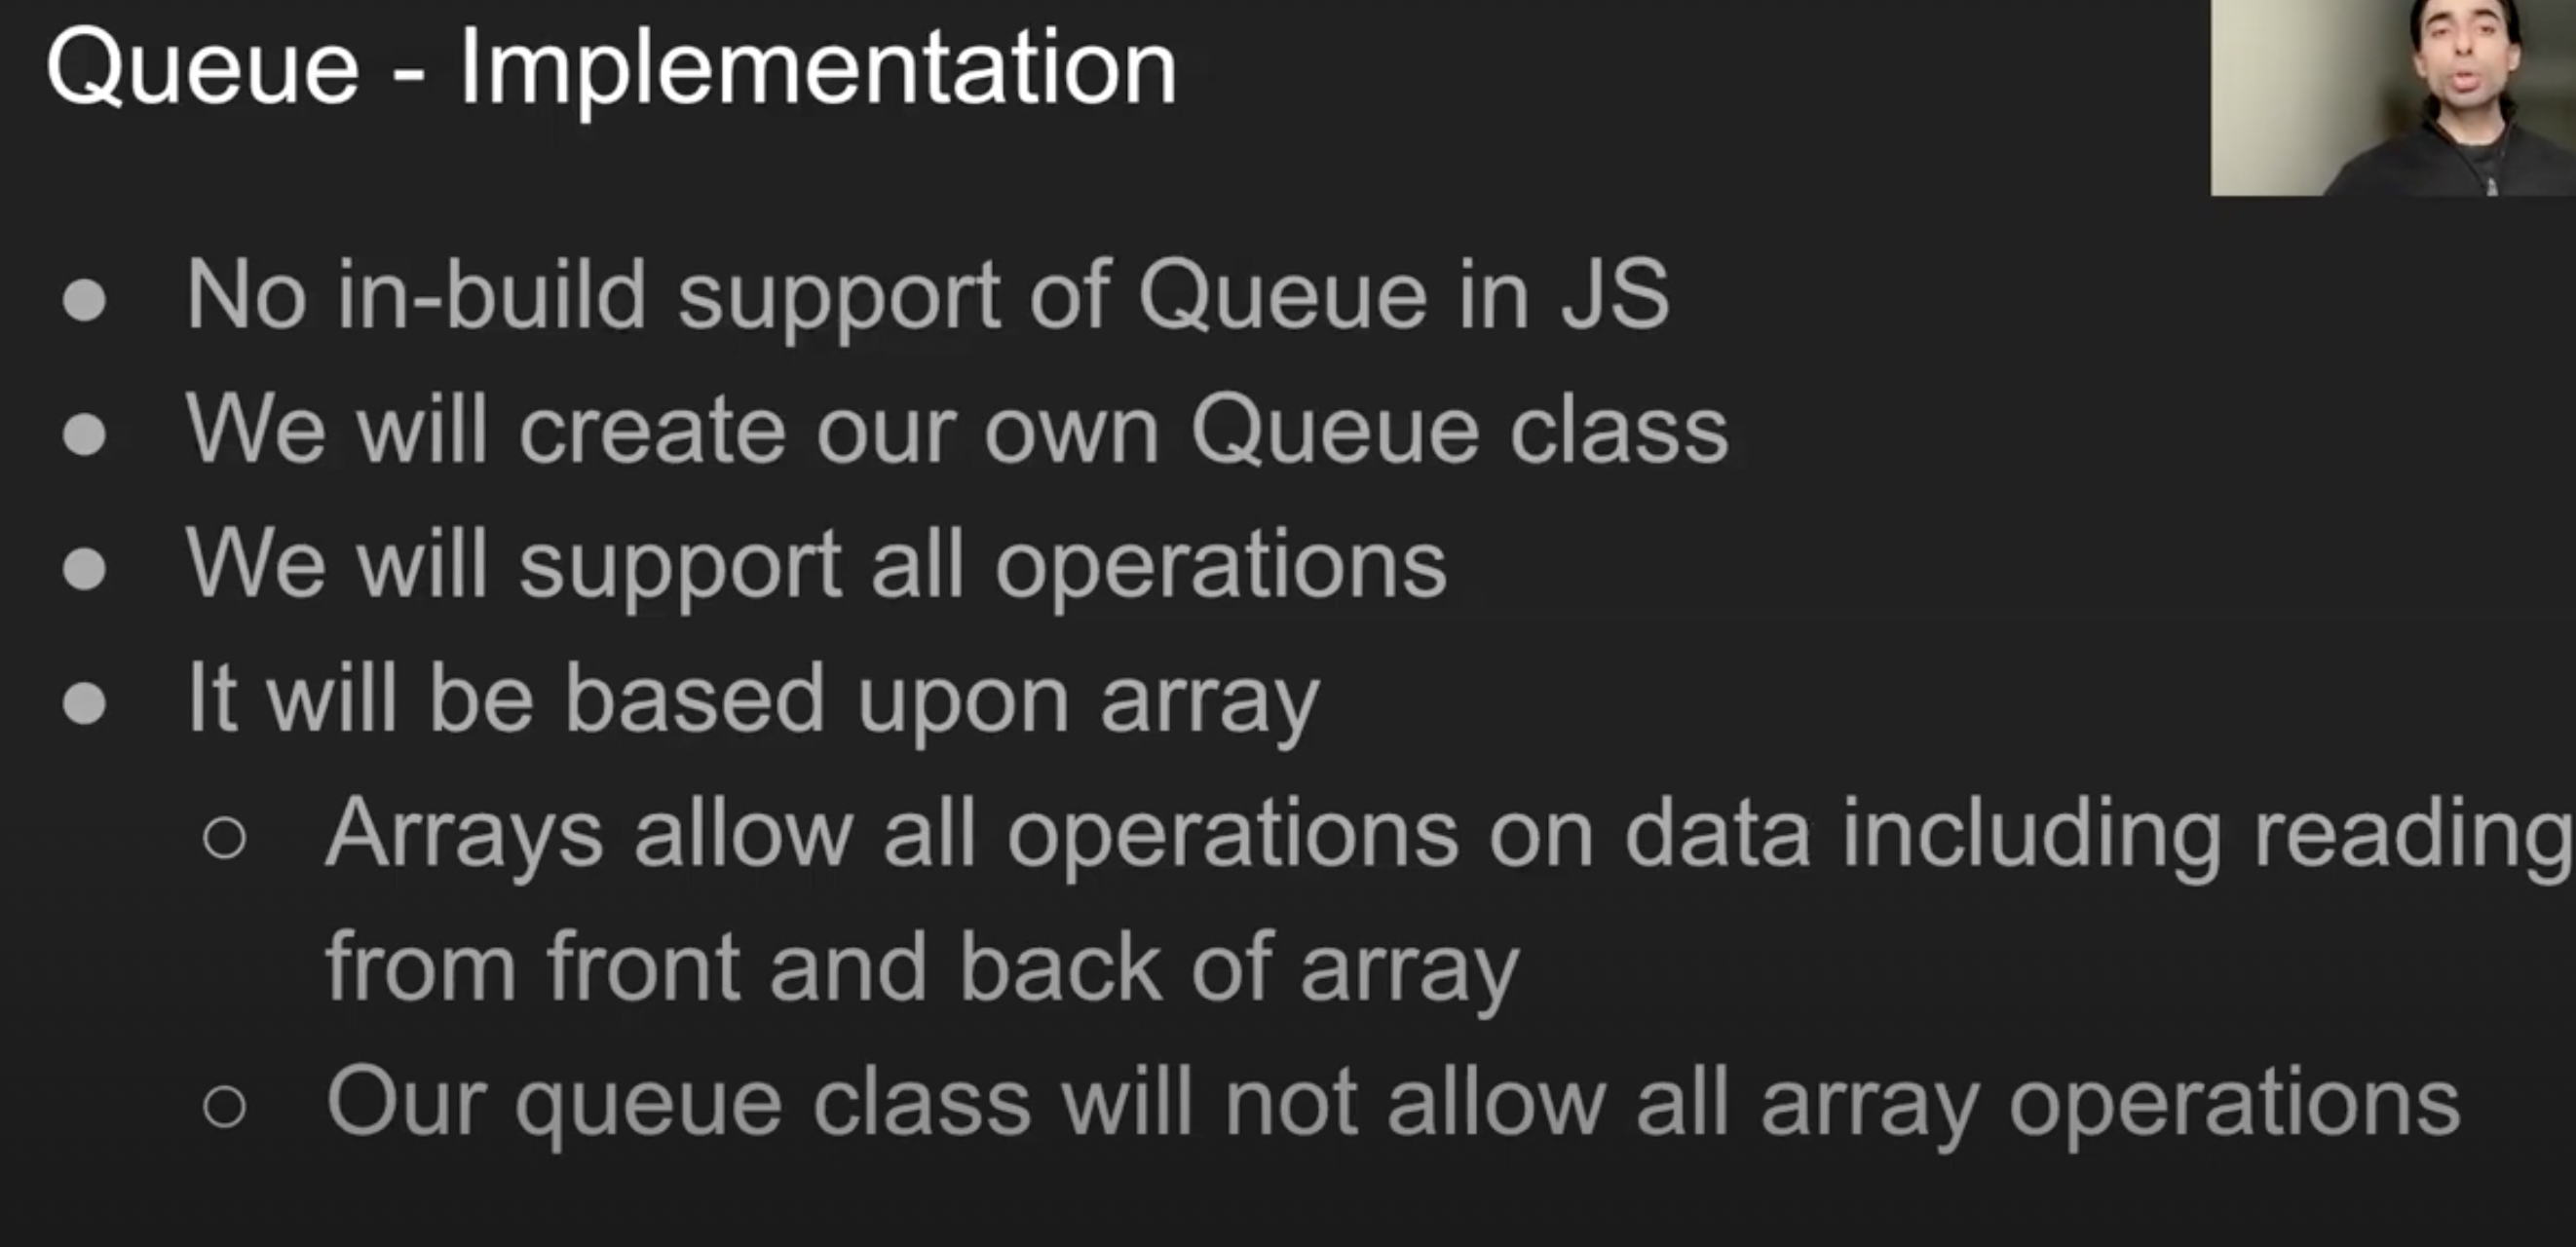 Queue - Implementation
● No in-build support of Queue in JS
● We will create our own Queue class
● We will support all operations
● It will be based upon array
○ Arrays allow all operations on data including reading
from front and back of array
○ Our queue class will not allow all array operations